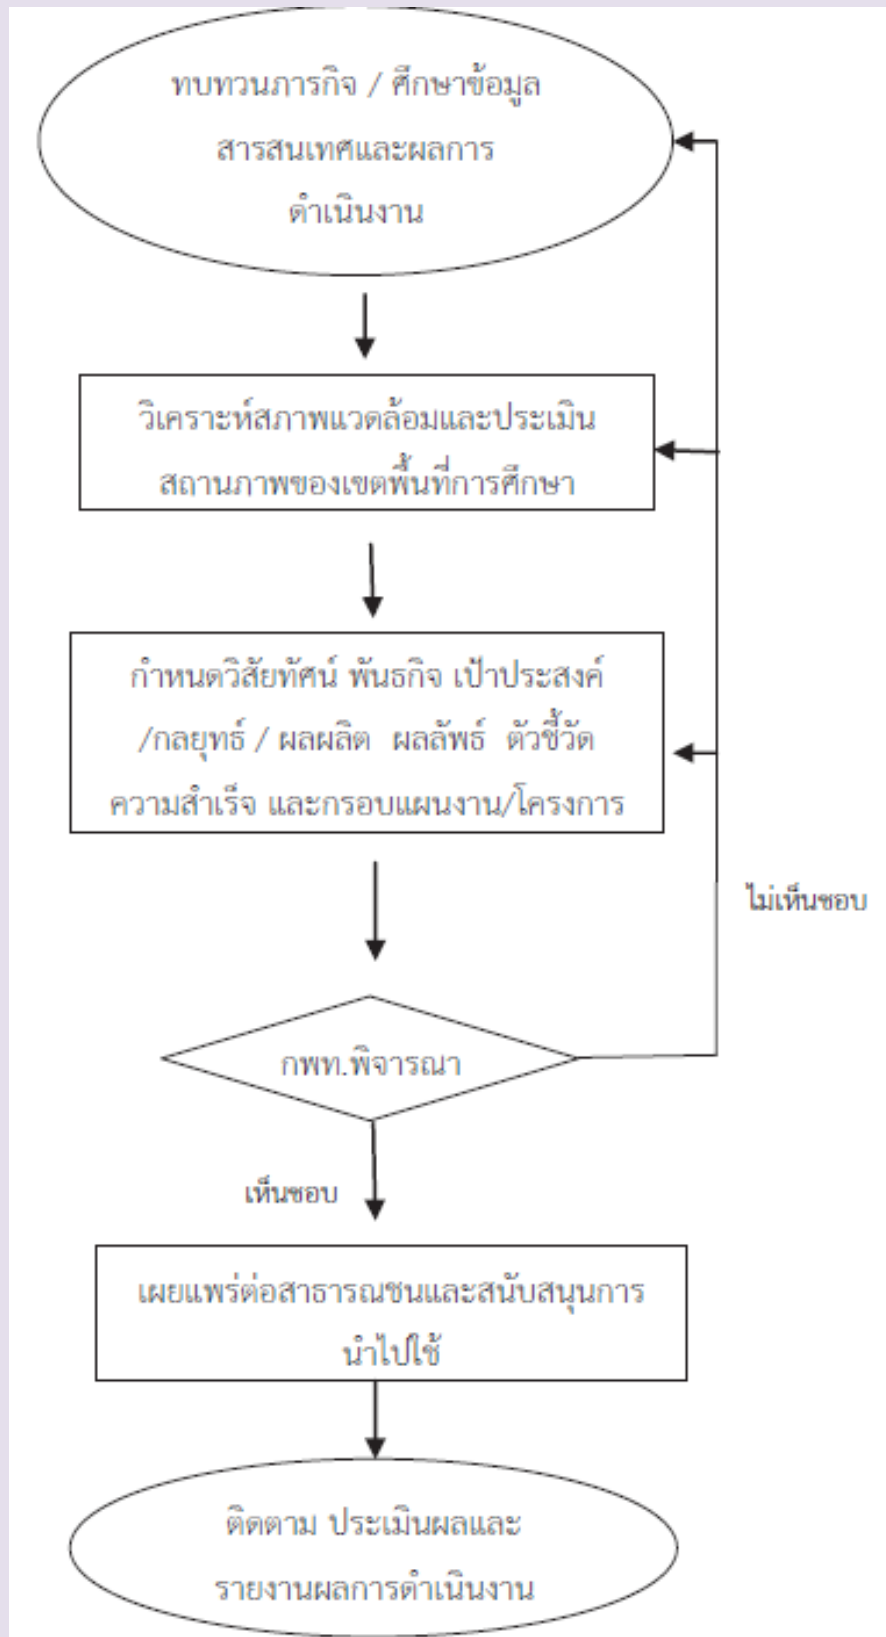 ทบทวนภารกิจ / ศึกษาข้อมูล
สารสนเทศและผลการ
ดำเนินงาน
วิเคราะห์สภาพแวดล้อมและประเมิน
สถานภาพของเขตพื้นที่การศึกษา
กำหนดวิสัยทัศน์ พันธกิจ เป้าประสงค์
/กลยุทธ์ / ผลผลิต ผลลัพธ์ ตัวชี้วัด
ความสำเร็จ และกรอบแผนงาน/โครงการ
ไม่เห็นชอบ
กพท.พิจารณา
เห็นชอบ
เผยแพร่ต่อสาธารณชนและสนับสนุนการ
นำไปใช้
ติดตาม ประเมินผลและ
รายงานผลการดำเนินงาน